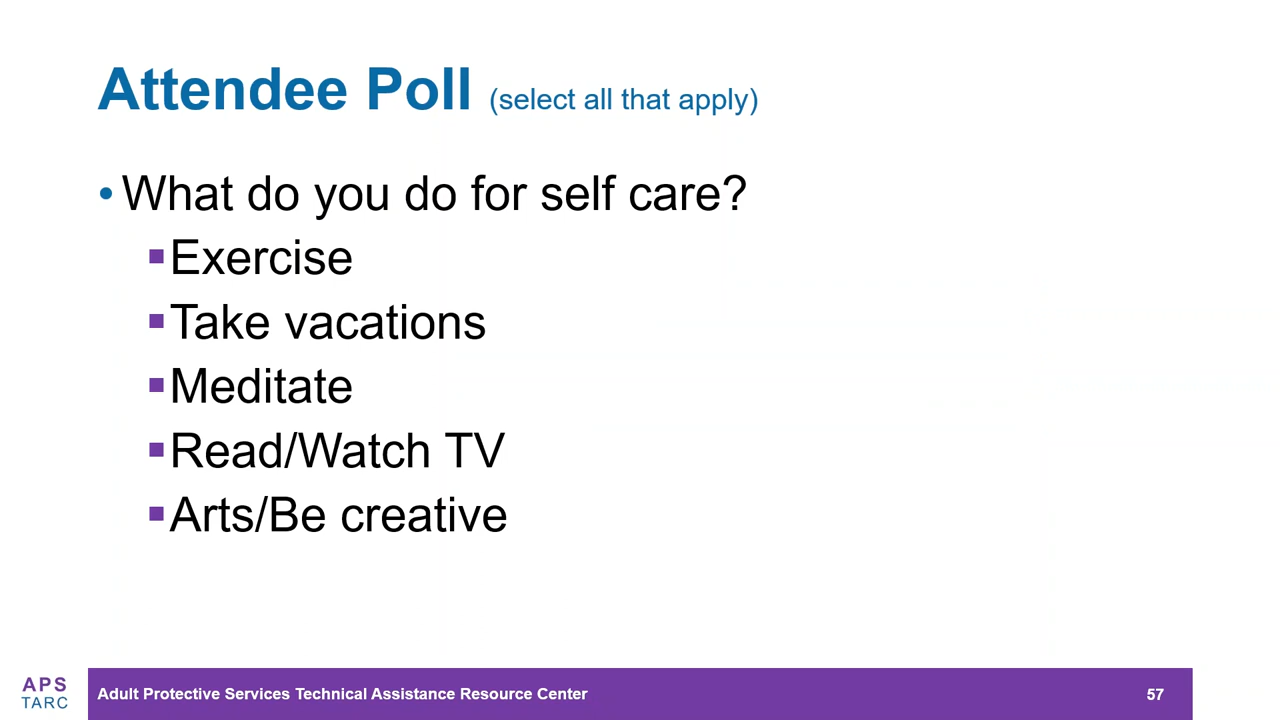 Attendee Poll (select all that apply)
• What do you do for self care?
▪ Exercise
▪ Take vacations
▪ Meditate
▪ Read/Watch TV
▪ Arts/Be creative
APS
TARC
Adult Protective Services Technical Assistance Resource Center
57